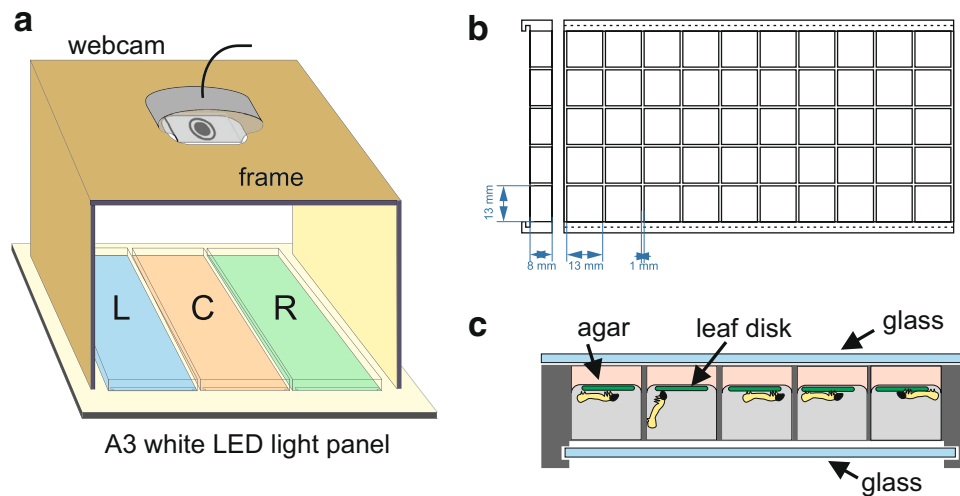 a
webcam
frame
L
C
R
A3 white LED light panel
b
13 mm
8 mm
13 mm
1 mm
c
agar
leaf disk
glass
glass